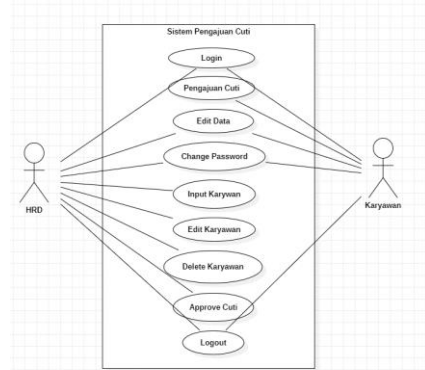 Sistem Pengajuan Cuti
Login
Pengajuan Cuti
Edit Data
Change Password
Input Karywan
Edit Karyawan
Delete Karyawan
Approve Cuti
Logout
HRD
Karyawan